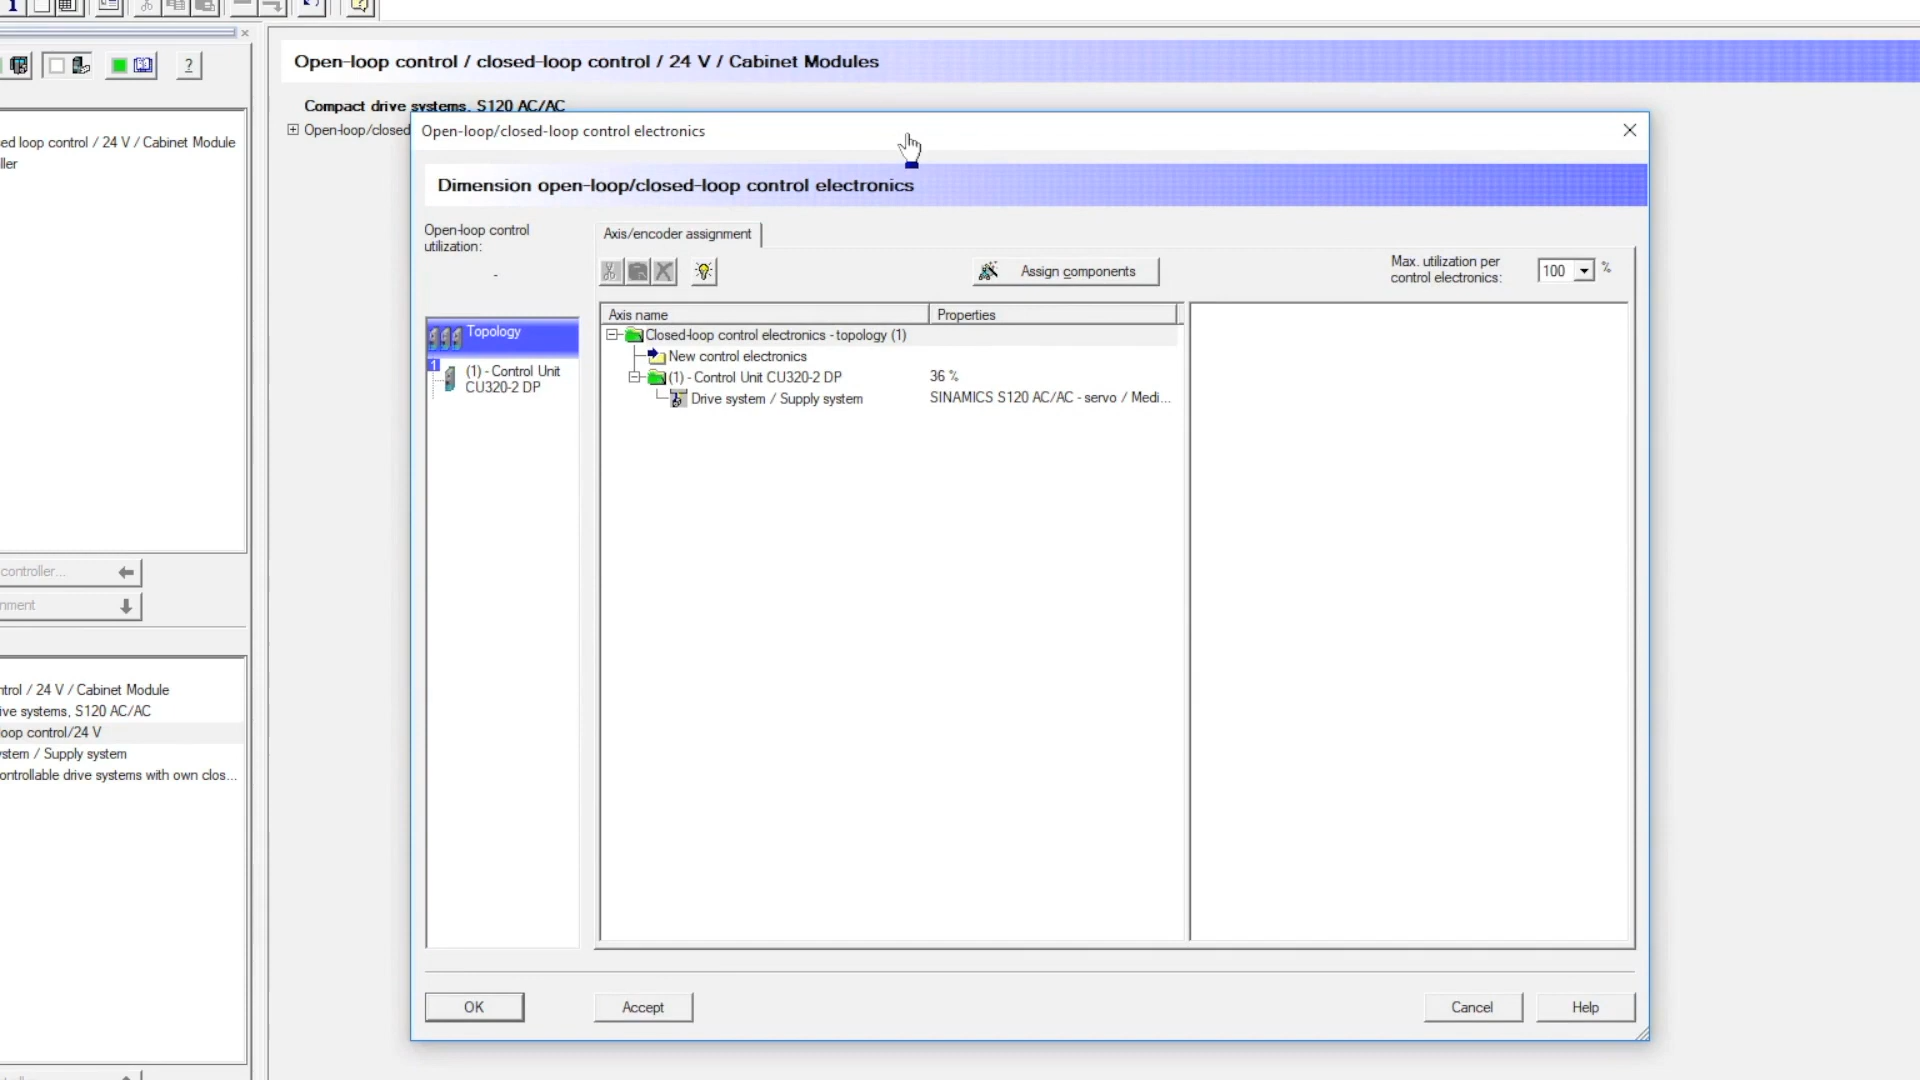 Open-loop control / closed-loop control / 24 V / Cabinet Modules
?
Compact drive systems, S120 AC/AC
Open-loop/closed
ed loop control / 24 V / Cabinet Module
ller
controller...
nment
ntrol / 24 V / Cabinet Module
ive systems, S120 AC/AC
loop control/24 V
stem / Supply system
ontrollable drive systems with own clos...
Open-loop/closed-loop control electronics
Dimension open-loop/closed-loop control electronics
Open-loop control
utilization:
-
Topology
1
(1) - Control Unit
CU320-2 DP
Axis/encoder assignment
Assign components
Max. utilization per
control electronics:
100
%
Axis name Properties
Closed-loop control electronics - topology (1)
New control electronics
(1) - Control Unit CU320-2 DP 36 %
Drive system / Supply system SINAMICS S120 AC/AC - servo / Medi...
OK Accept Cancel Help